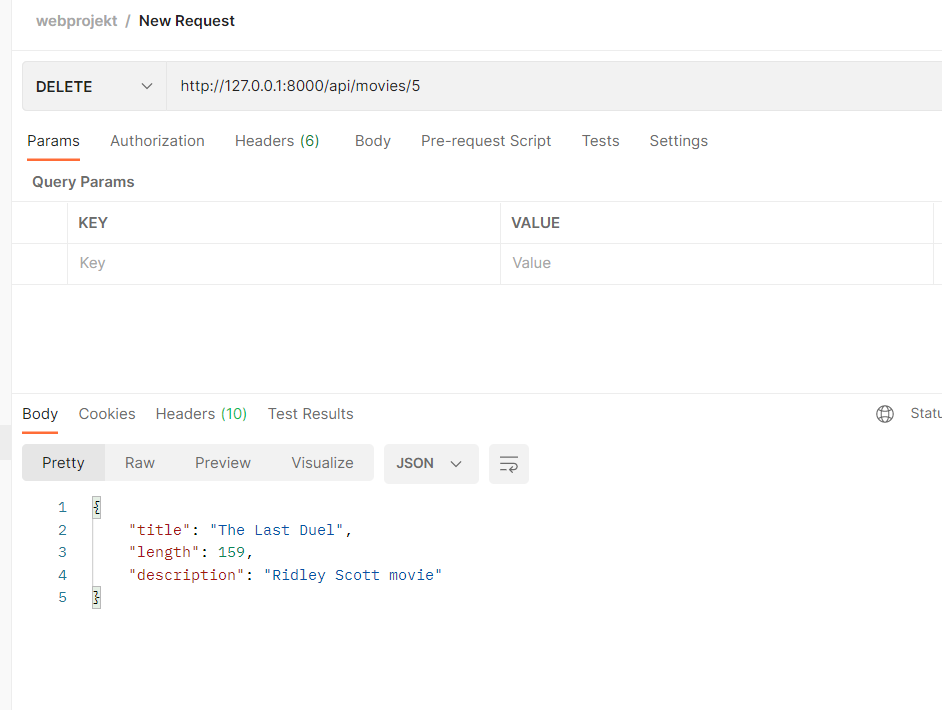 webprojekt / New Request
DELETE http://127.0.0.1:8000/api/movies/5
Params Authorization Headers (6) Body Pre-request Script Tests Settings
Query Params
KEY VALUE
Key Value
Body Cookies Headers (10) Test Results Statu
Pretty Raw Preview Visualize JSON
1 {
2 "title": "The Last Duel",
3 "length": 159,
4 "description": "Ridley Scott movie"
5 }